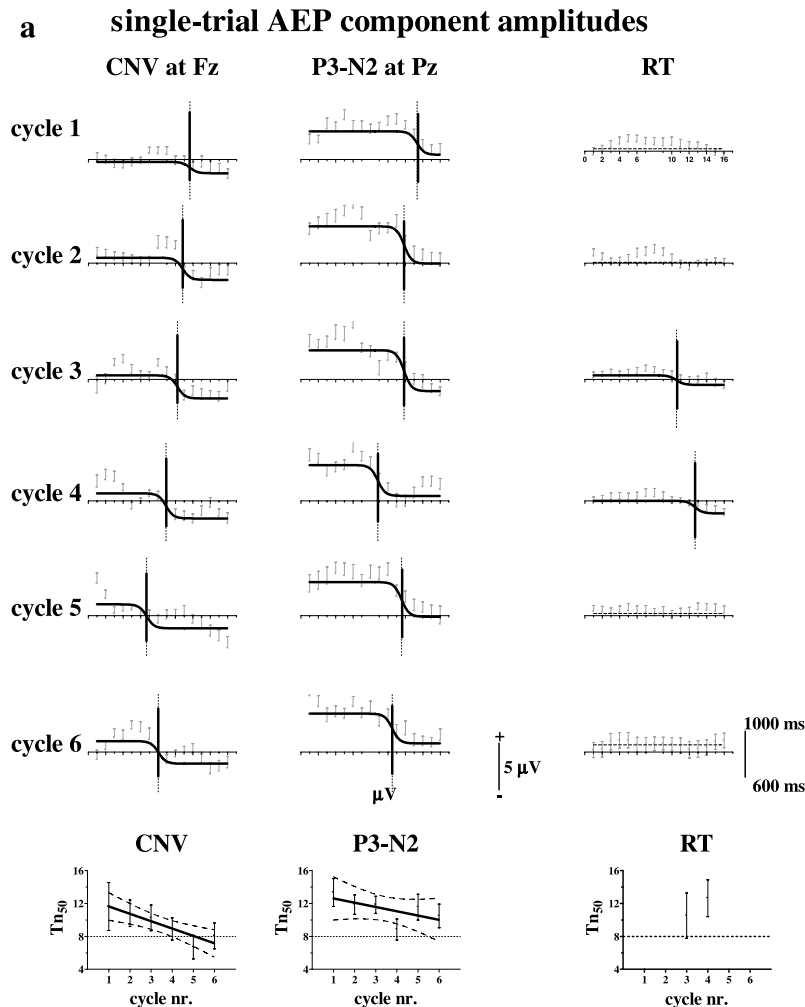 a single-trial AEP component amplitudes
CNV at Fz P3-N2 at Pz RT
cycle 1
0 2 4 6 8 10 12 14 16
cycle 2
cycle 3
cycle 4
cycle 5
cycle 6
+
5 µV
-
1000 ms
600 ms
µV
CNV P3-N2 RT
Tn50
16
12
8
4
1 2 3 4 5 6
cycle nr.
Tn50
16
12
8
4
1 2 3 4 5 6
cycle nr.
Tn50
16
12
8
4
1 2 3 4 5 6
cycle nr.